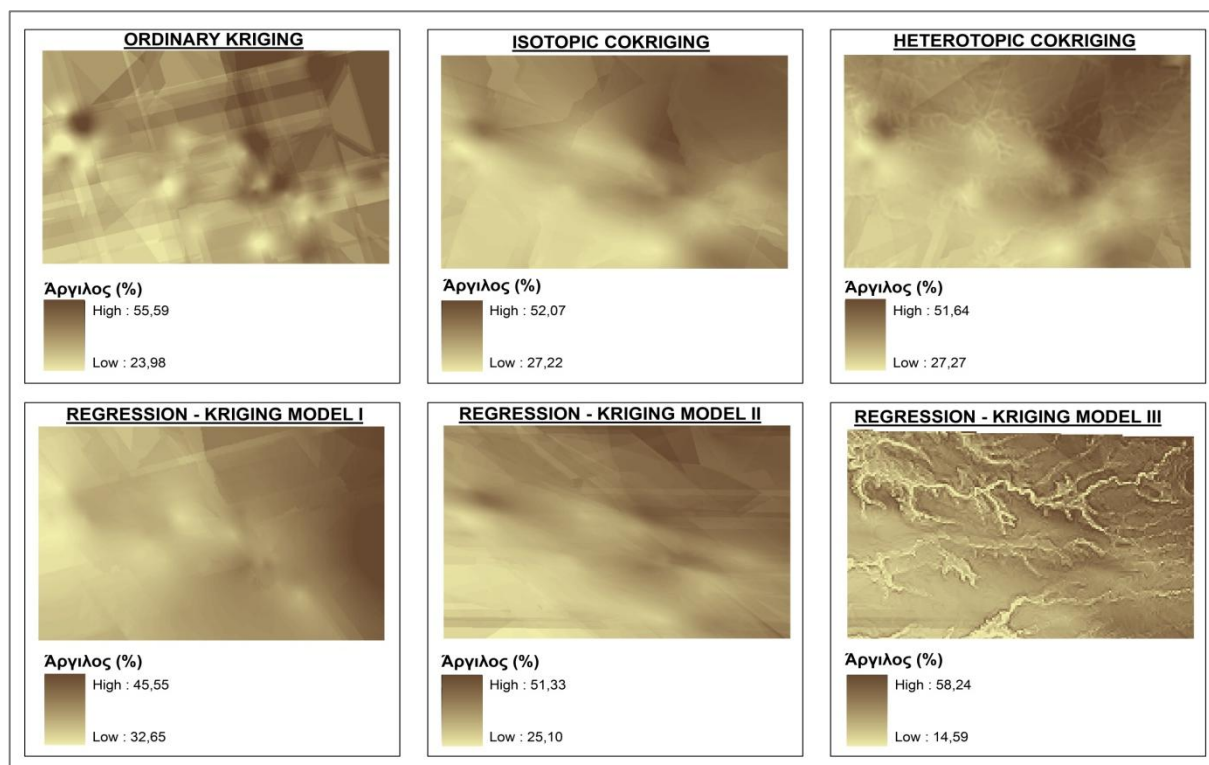 ORDINARY KRIGING
Άργιλος (%)
High : 55,59
Low : 23,98
ISOTOPIC COKRIGING
Άργιλος (%)
High : 52,07
Low : 27,22
HETEROTOPIC COKRIGING
Άργιλος (%)
High : 51,64
Low : 27,27
REGRESSION - KRIGING MODEL I
Άργιλος (%)
High : 45,55
Low : 32,65
REGRESSION - KRIGING MODEL II
Άργιλος (%)
High : 51,33
Low : 25,10
REGRESSION - KRIGING MODEL III
Άργιλος (%)
High : 58,24
Low : 14,59